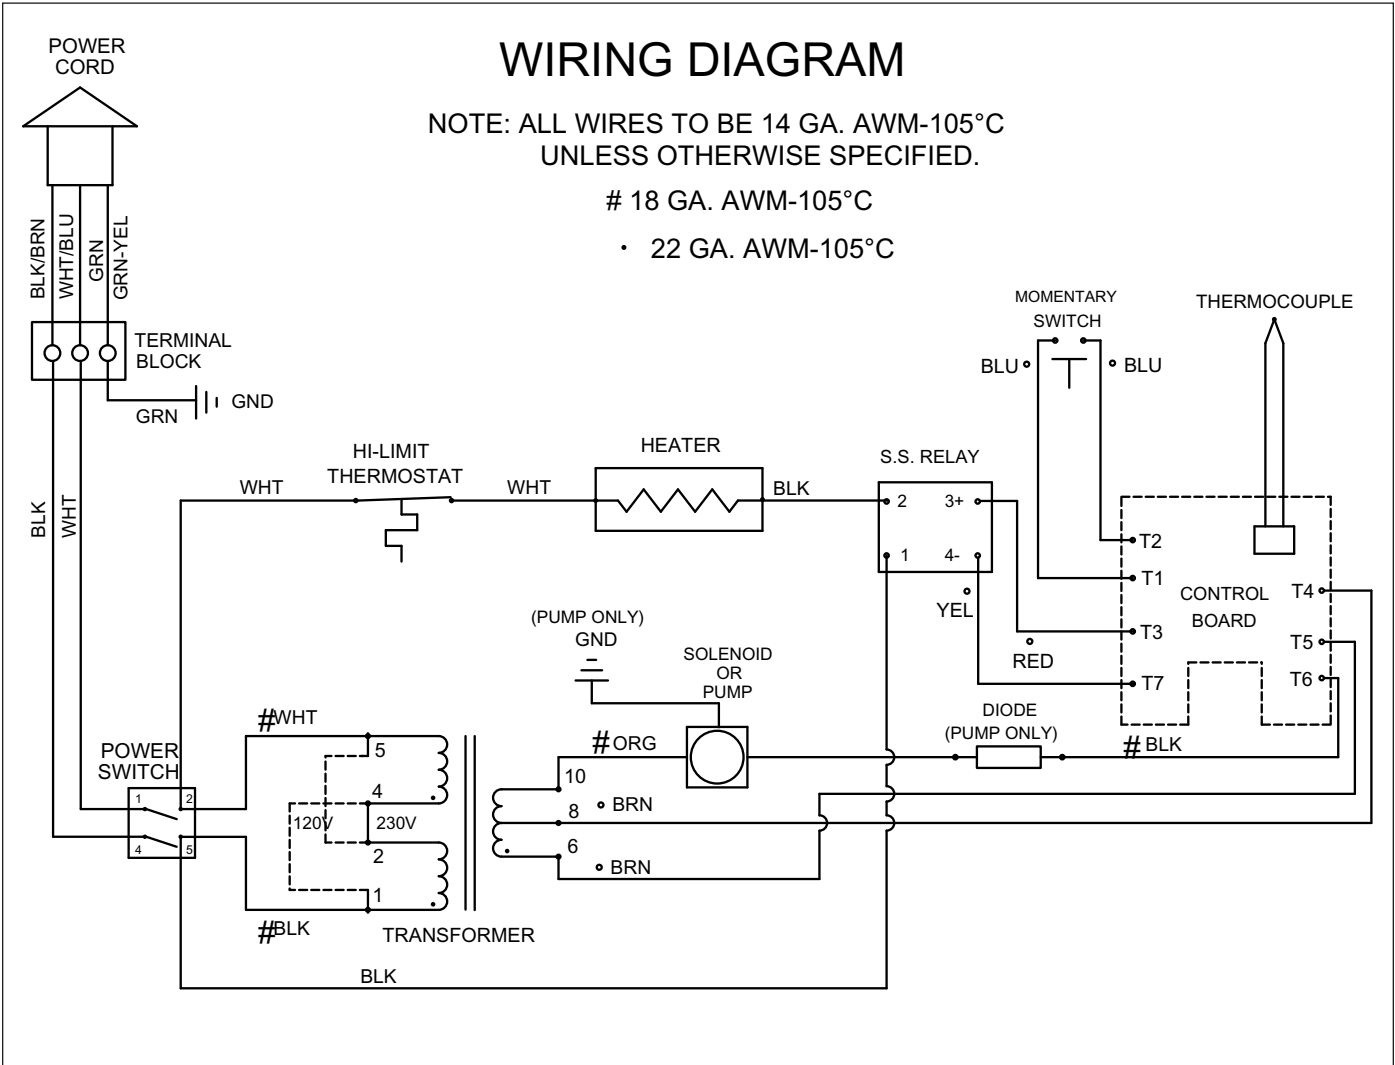 POWER
CORD
WIRING DIAGRAM
NOTE: ALL WIRES TO BE 14 GA. AWM-105°C
UNLESS OTHERWISE SPECIFIED.
# 18 GA. AWM-105°C
· 22 GA. AWM-105°C
BLK/BRN
WHT/BLU
GRN
GRN-YEL
TERMINAL
BLOCK
GRN
GND
BLK
WHT
MOMENTARY
SWITCH
BLU
BLU
THERMOCOUPLE
HI-LIMIT
THERMOSTAT
WHT
WHT
HEATER
BLK
S.S. RELAY
2
3+
1
4-
YEL
RED
T2
T1
T3
T7
CONTROL
BOARD
T4
T5
T6
(PUMP ONLY)
GND
SOLENOID
OR
PUMP
DIODE
(PUMP ONLY)
#BLK
#ORG
#WHT
POWER
SWITCH
1
2
4
5
5
4
120V
230V
2
1
#BLK
TRANSFORMER
10
BRN
8
6
BRN
BLK